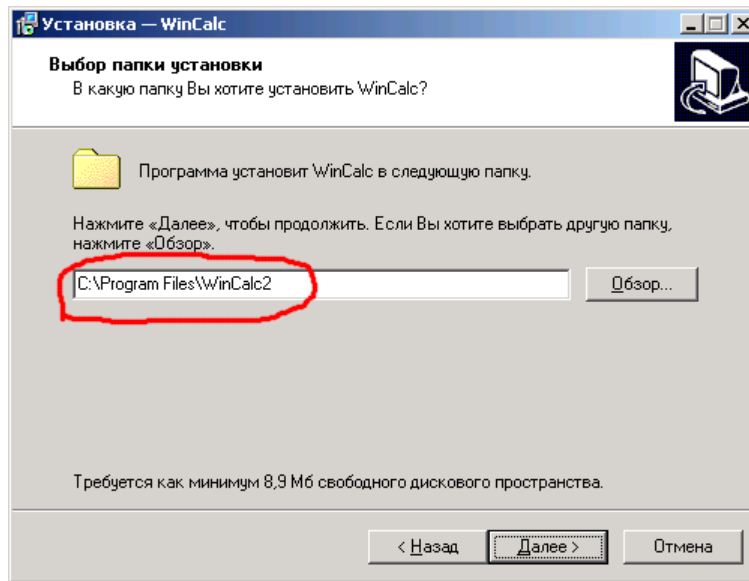 Установка — WinCalc
Выбор папки установки
В какую папку Вы хотите установить WinCalc?
Программа установит WinCalc в следующую папку.
Нажмите «Далее», чтобы продолжить. Если Вы хотите выбрать другую папку,
нажмите «Обзор».
C:\Program Files\WinCalc2
Обзор...
Требуется как минимум 8,9 Мб свободного дискового пространства.
< Назад
Далее >
Отмена